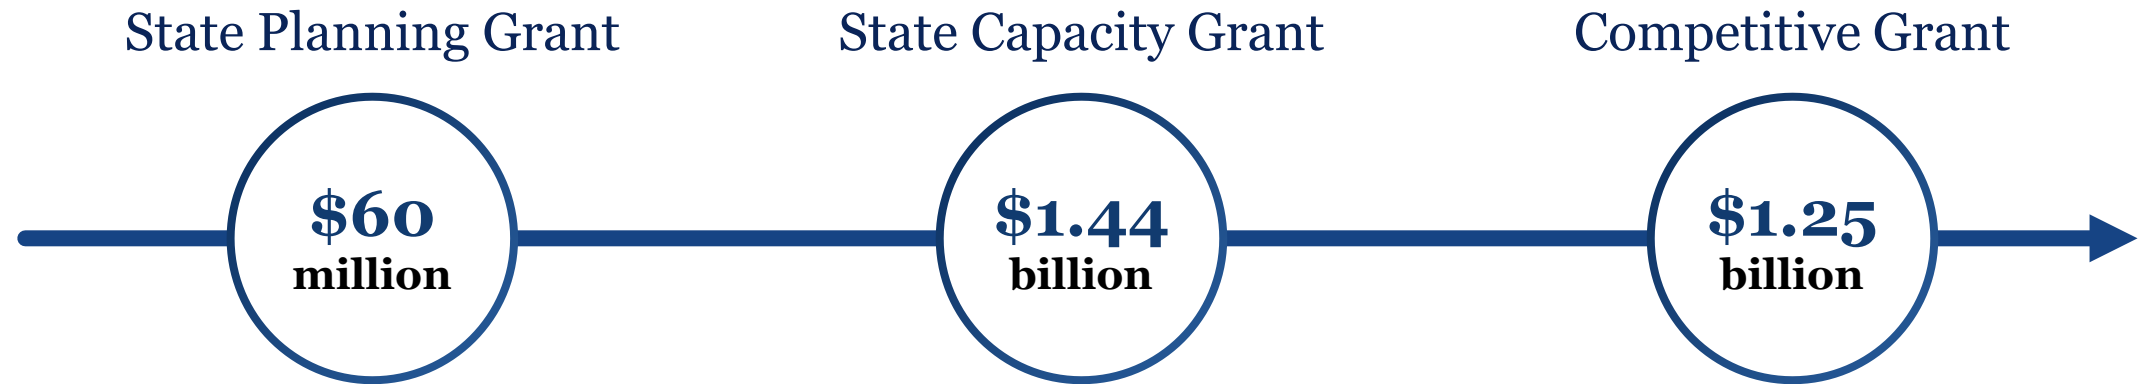 State Planning Grant
State Capacity Grant
Competitive Grant
$60
million
$1.44
billion
$1.25
billion